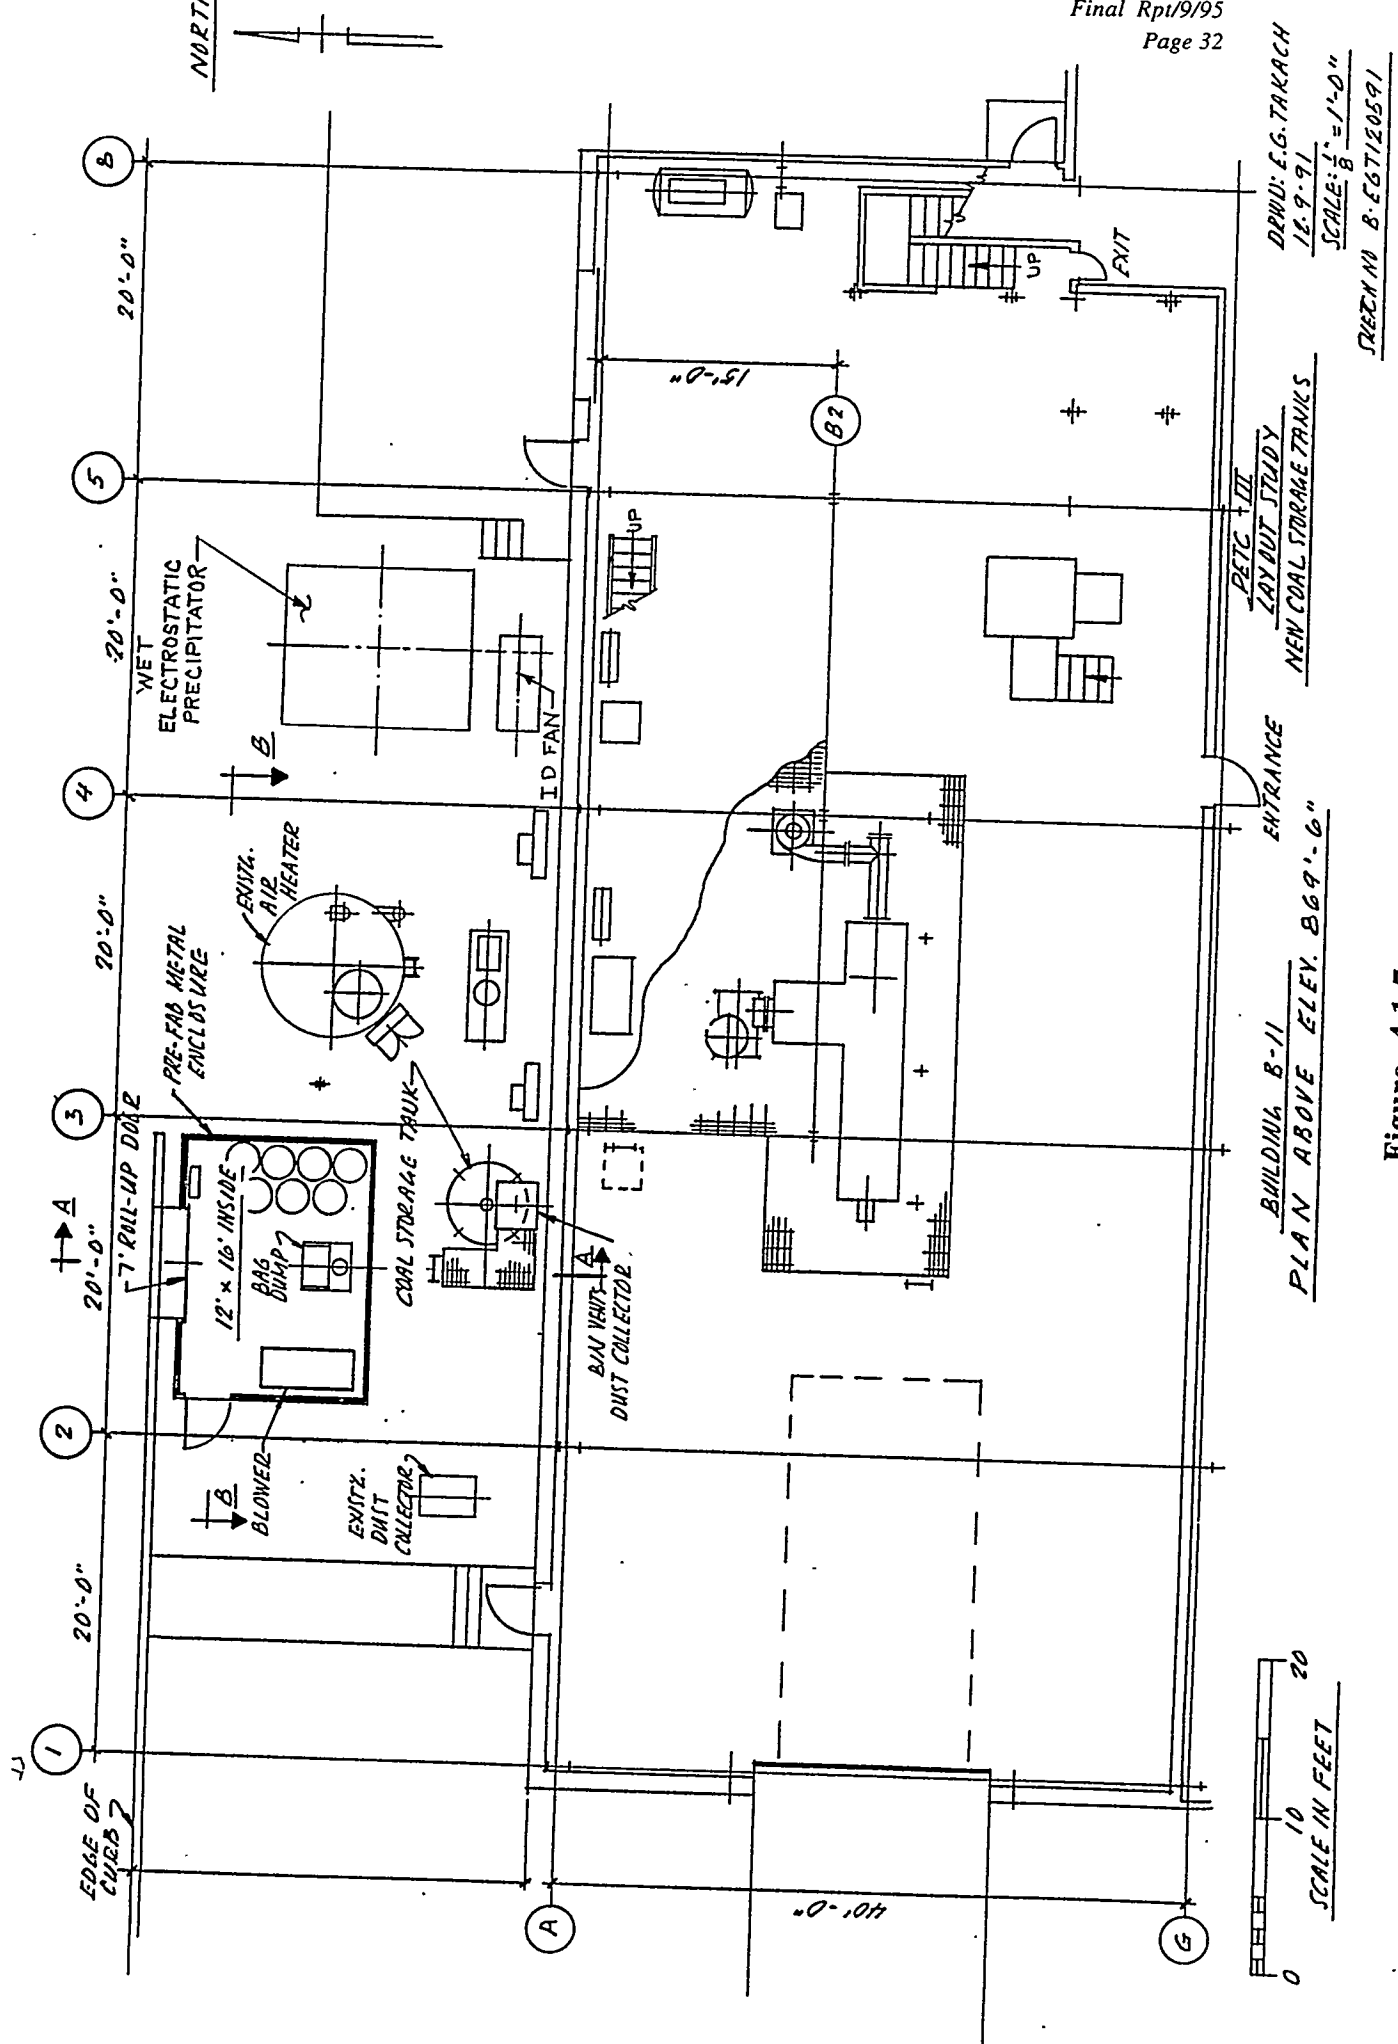 Final Rpt/9/95
Page 32
NORT
8
5
4
3
2
1
20'-0"
20'-0"
20'-0"
20'-0"
20'-0"
WET
ELECTROSTATIC
PRECIPITATOR
I D FAN
B
EXIST'G.
AIR
HEATER
PRE-FAB METAL
ENCLOSURE
7' ROLL-UP DOOR
A
12' x 16' INSIDE
BAG
DUMP
COAL STORAGE TANK
A
BIN VENTS
DUST COLLECTOR
BLOWER
B
EXIST'G.
DUST
COLLECTOR
EDGE OF
CURB
A
G
40'-0"
15'-0"
B2
UP
UP
EXIT
ENTRANCE
BUILDING B-11
PLAN ABOVE ELEV. 869'-6"
PETC III
LAYOUT STUDY
NEW COAL STORAGE TANKS
DRWD: E.G. TAKACH
12-9-91
SCALE: 1/8" = 1'-0"
SKETCH NO B-EGT120591
0 10 20
SCALE IN FEET